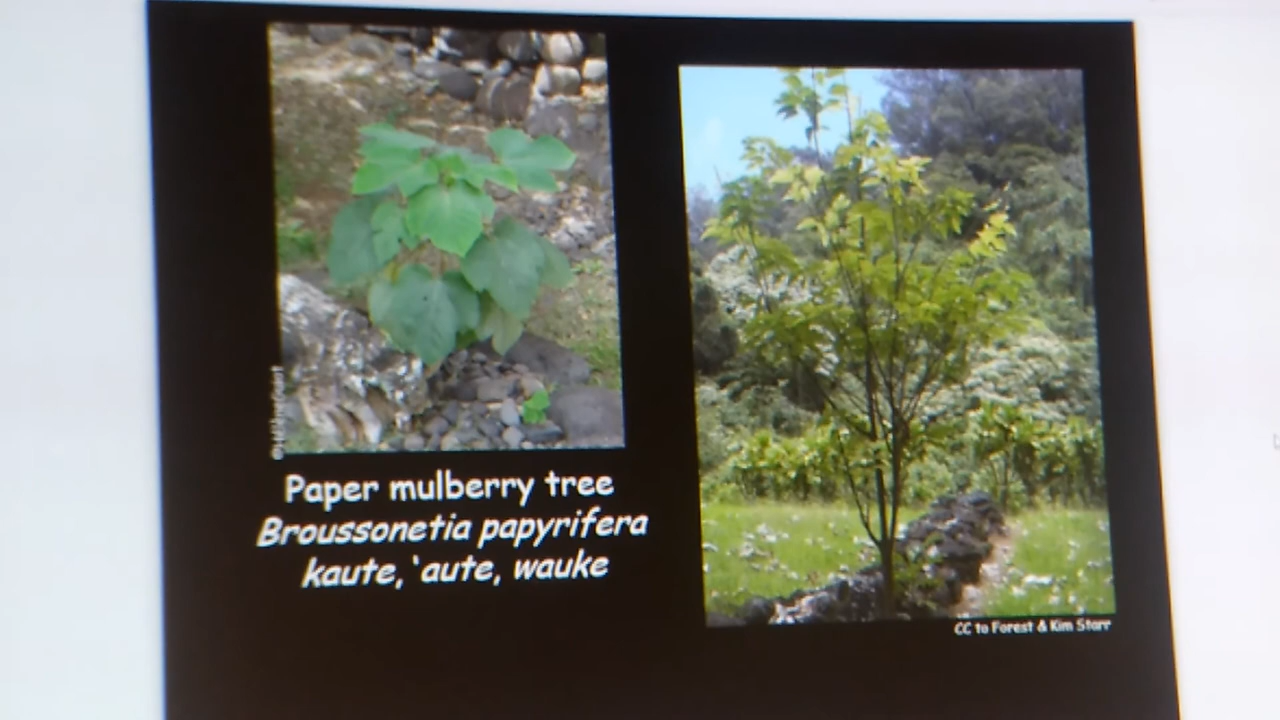 Paper mulberry tree
Broussonetia papyrifera
kaute, ‘aute, wauke
CC to Forest & Kim Starr